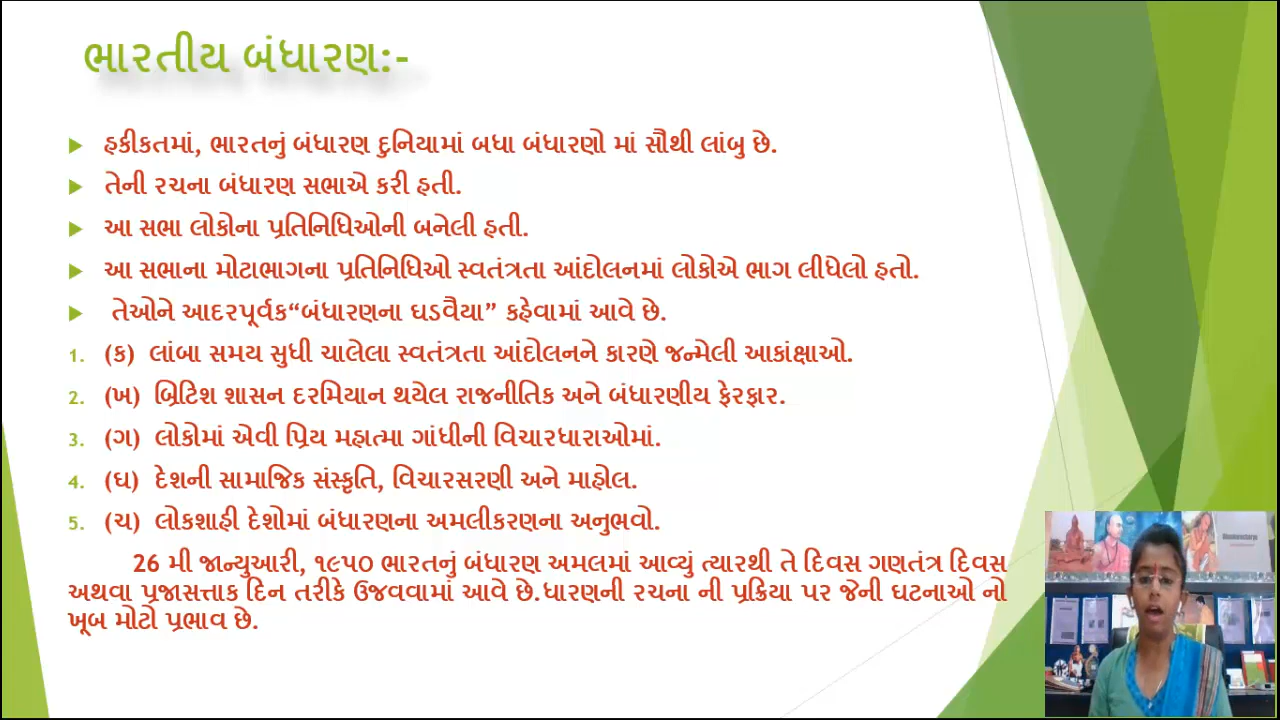 ભારતીય બંધારણઃ-
હકીકતમાં, ભારતનું બંધારણ દુનિયામાં બધા બંધારણો માં સૌથી લાંબુ છે.
તેની રચના બંધારણ સભાએ કરી હતી.
આ સભા લોકોના પ્રતિનિધિઓની બનેલી હતી.
આ સભાના મોટાભાગના પ્રતિનિધિઓ સ્વતંત્રતા આંદોલનમાં લોકોએ ભાગ લીધેલો હતો.
તેઓને આદરપૂર્વક“બંધારણના ઘડવૈયા” કહેવામાં આવે છે.
1. (ક) લાંબા સમય સુધી ચાલેલા સ્વતંત્રતા આંદોલનને કારણે જન્મેલી આકાંક્ષાઓ.
2. (ખ) બ્રિટિશ શાસન દરમિયાન થયેલ રાજનીતિક અને બંધારણીય ફેરફાર.
3. (ગ) લોકોમાં એવી પ્રિય મહાત્મા ગાંધીની વિચારધારાઓમાં.
4. (ઘ) દેશની સામાજિક સંસ્કૃતિ, વિચારસરણી અને માહોલ.
5. (ચ) લોકશાહી દેશોમાં બંધારણના અમલીકરણના અનુભવો.
26 મી જાન્યુઆરી, ૧૯૫૦ ભારતનું બંધારણ અમલમાં આવ્યું ત્યારથી તે દિવસ ગણતંત્ર દિવસ
અથવા પ્રજાસત્તાક દિન તરીકે ઉજવવામાં આવે છે.ધારણની રચના ની પ્રક્રિયા પર જેની ઘટનાઓ નો
ખૂબ મોટો પ્રભાવ છે.